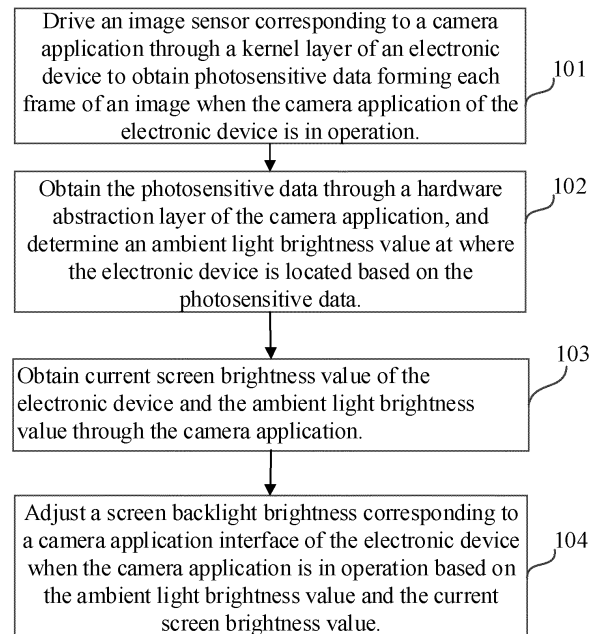 Drive an image sensor corresponding to a camera
application through a kernel layer of an electronic
device to obtain photosensitive data forming each
frame of an image when the camera application of the
electronic device is in operation.
101
Obtain the photosensitive data through a hardware
abstraction layer of the camera application, and
determine an ambient light brightness value at where
the electronic device is located based on the
photosensitive data.
102
Obtain current screen brightness value of the
electronic device and the ambient light brightness
value through the camera application.
103
Adjust a screen backlight brightness corresponding to
a camera application interface of the electronic device
when the camera application is in operation based on
the ambient light brightness value and the current
screen brightness value.
104